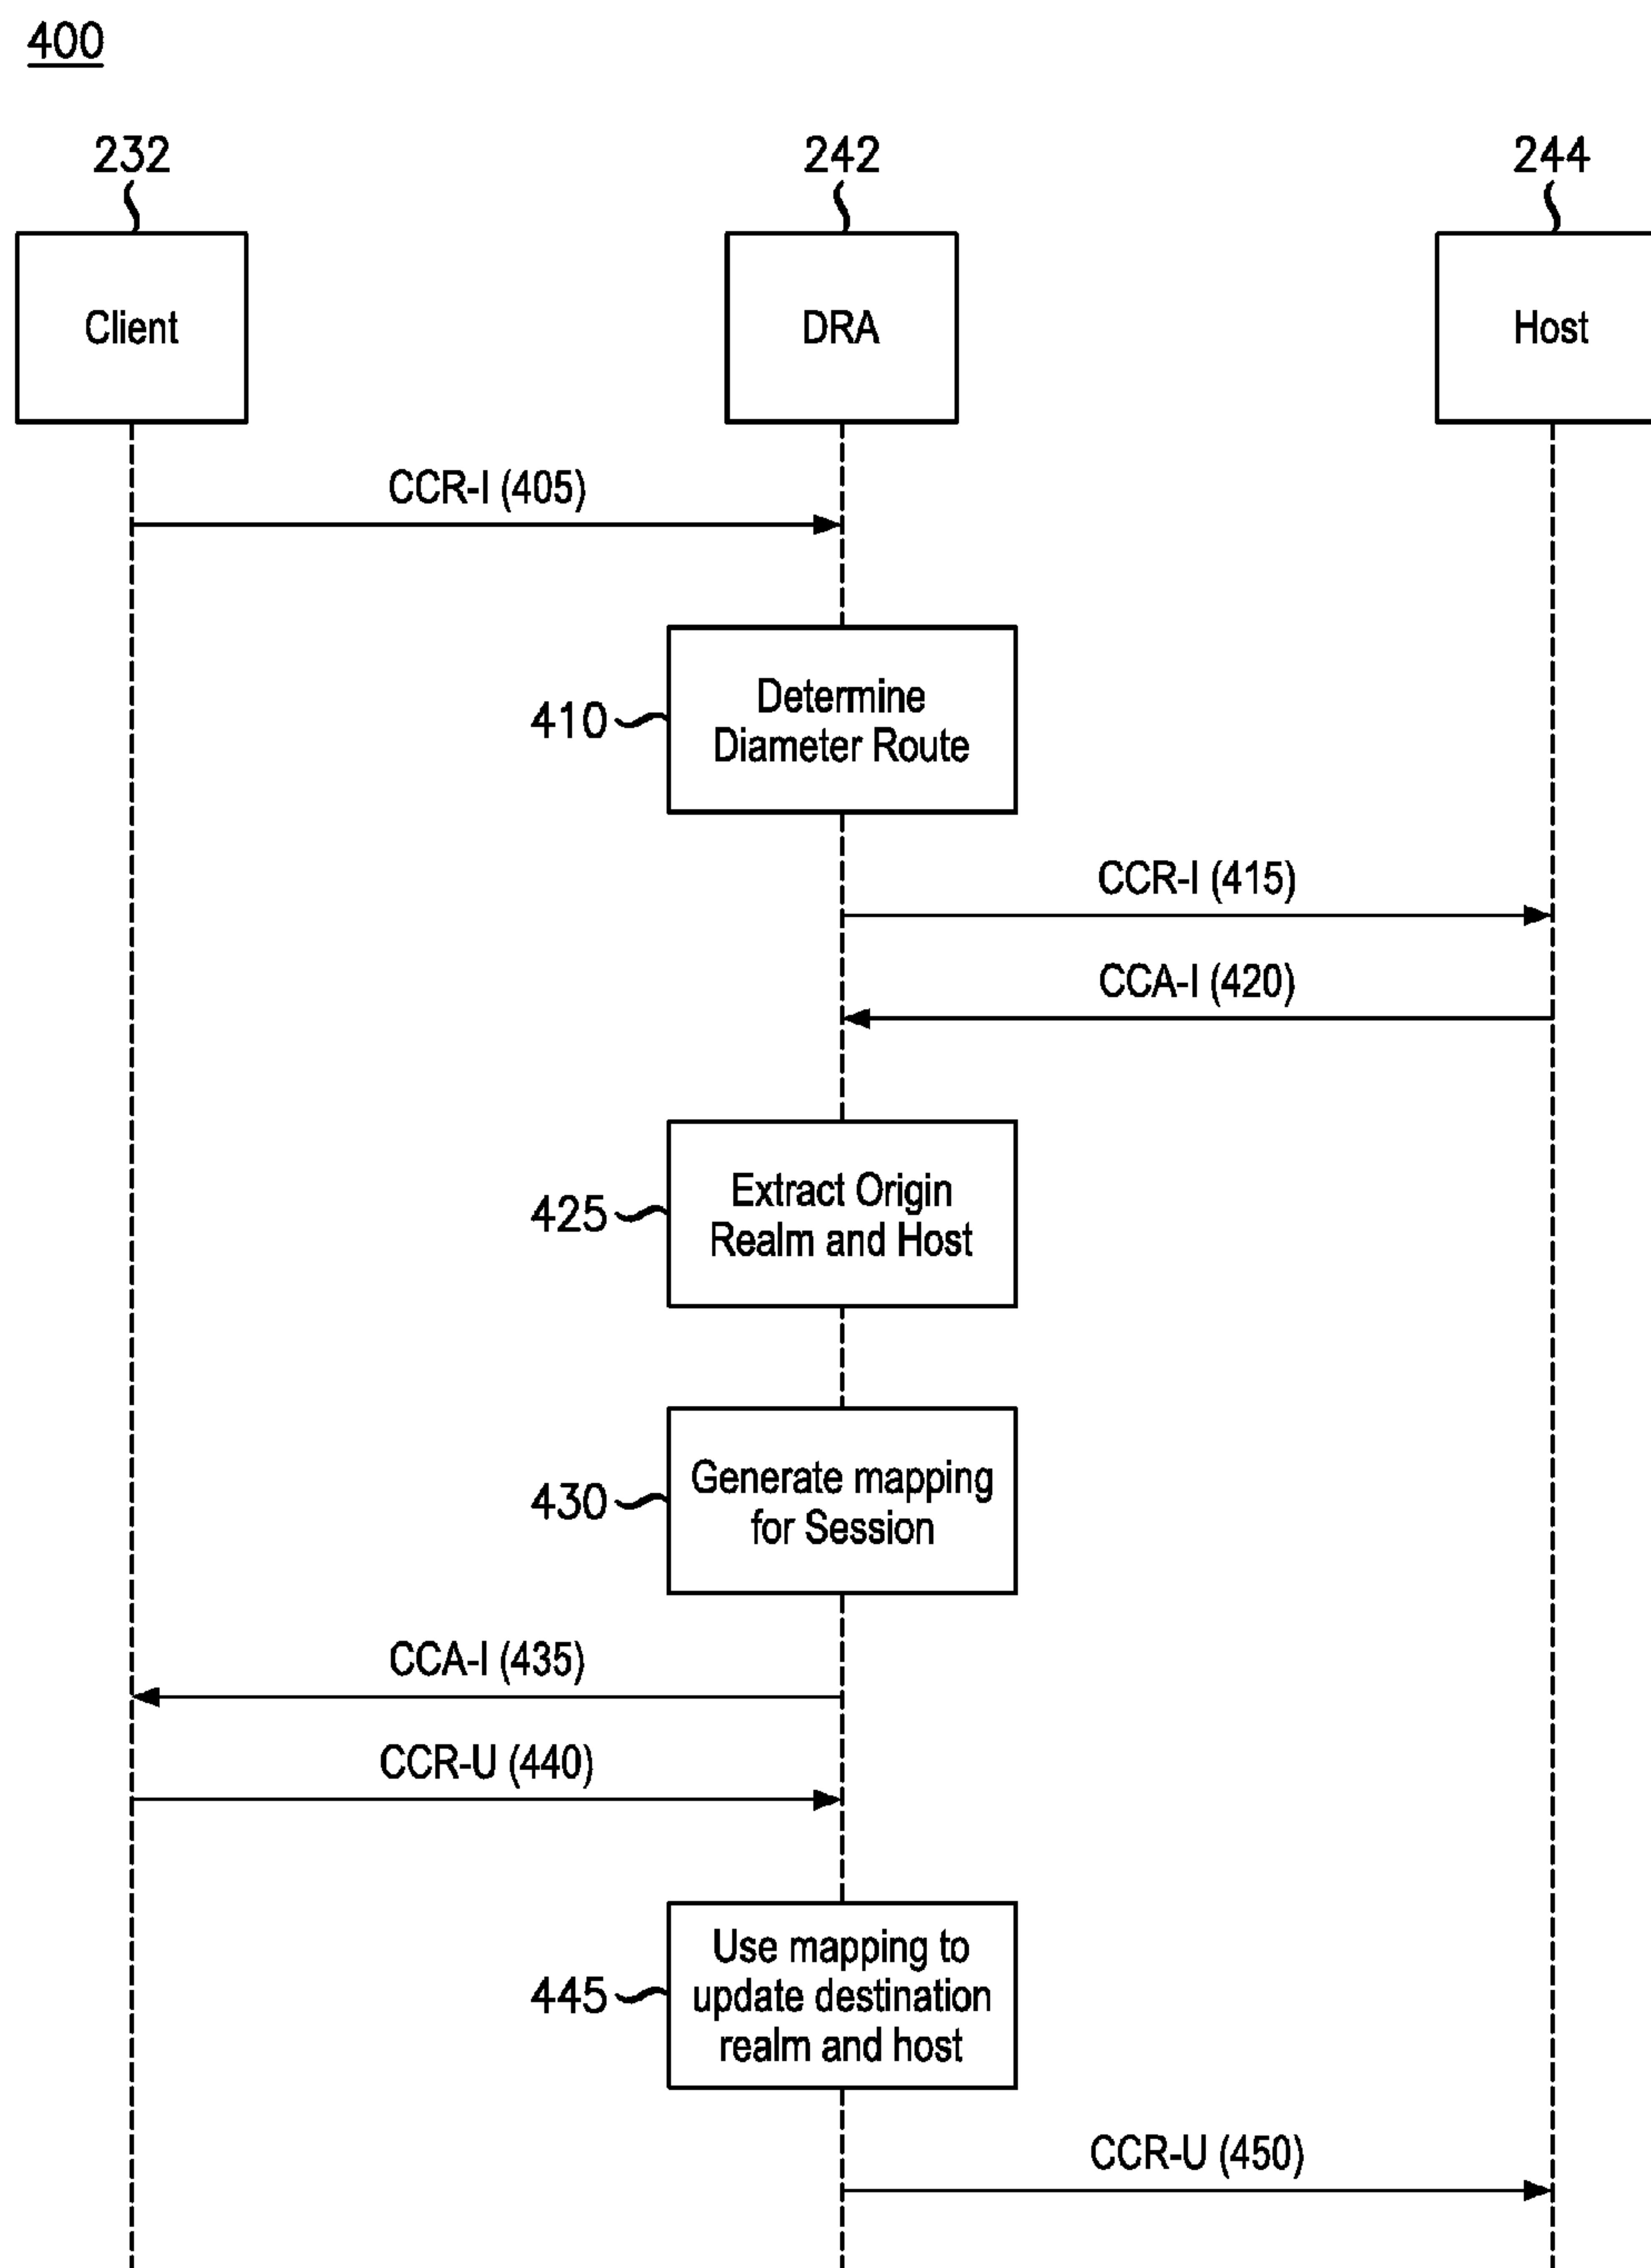 400
232
242
244
Client
DRA
Host
CCR-I (405)
410
Determine
Diameter Route
CCR-I (415)
CCA-I (420)
425
Extract Origin
Realm and Host
430
Generate mapping
for Session
CCA-I (435)
CCR-U (440)
445
Use mapping to
update destination
realm and host
CCR-U (450)